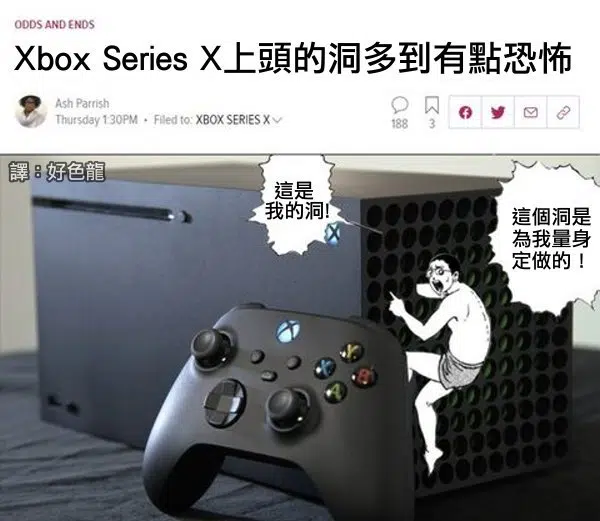 ODDS AND ENDS
Xbox Series X上頭的洞多到有點恐怖
Ash Parrish
Thursday 1:30PM • Filed to: XBOX SERIES X
188
3
譯：好色龍
這是
我的洞!
這個洞是
為我量身
定做的！
X
Y
X
B
A